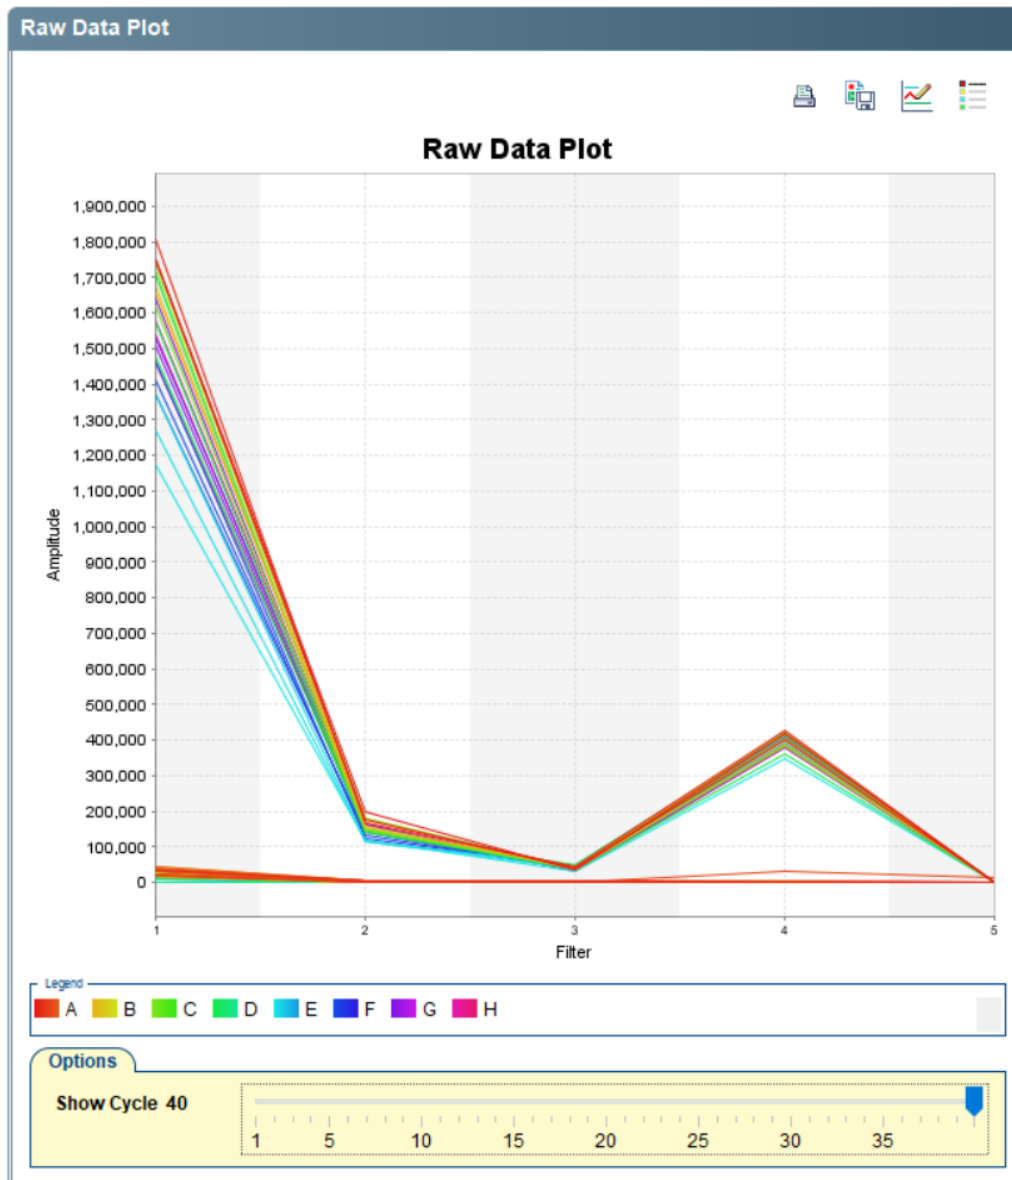 Raw Data Plot
Raw Data Plot
1,900,000
1,800,000
1,700,000
1,600,000
1,500,000
1,400,000
1,300,000
1,200,000
1,100,000
1,000,000
900,000
800,000
700,000
600,000
500,000
400,000
300,000
200,000
100,000
0
Amplitude
1 2 3 4 5
Filter
Legend
A B C D E F G H
Options
Show Cycle 40
1 5 10 15 20 25 30 35